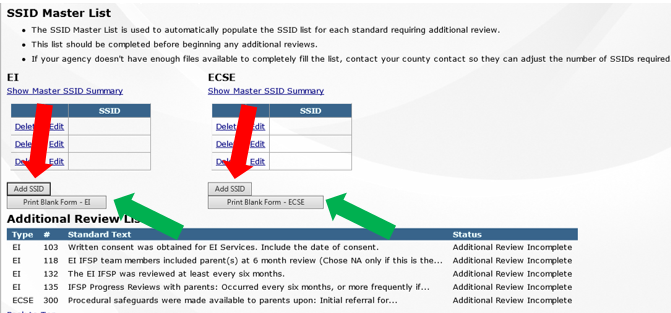 SSID Master List
• The SSID Master List is used to automatically populate the SSID list for each standard requiring additional review.
• This list should be completed before beginning any additional reviews.
• If your agency doesn't have enough files available to completely fill the list, contact your county contact so they can adjust the number of SSIDs required
EI ECSE
Show Master SSID Summary Show Master SSID Summary
SSID SSID
Edit Edit
Edit Edit
Edit Edit
Add SSID Add SSID
Print Blank Form - EI Print Blank Form - ECSE
Additional Review
Type # Standard Text Status
EI 103 Written consent was obtained for EI Services. Include the date of consent. Additional Review Incomplete
EI 118 EI IFSP team members included parent(s) at 6 month review (Chose NA only if this is the... Additional Review Incomplete
EI 132 The EI IFSP was reviewed at least every six months. Additional Review Incomplete
EI 135 IFSP Progress Reviews with parents: Occurred every six months, or more frequently if... Additional Review Incomplete
ECSE 300 Procedural safeguards were made available to parents upon: Initial referral for... Additional Review Incomplete